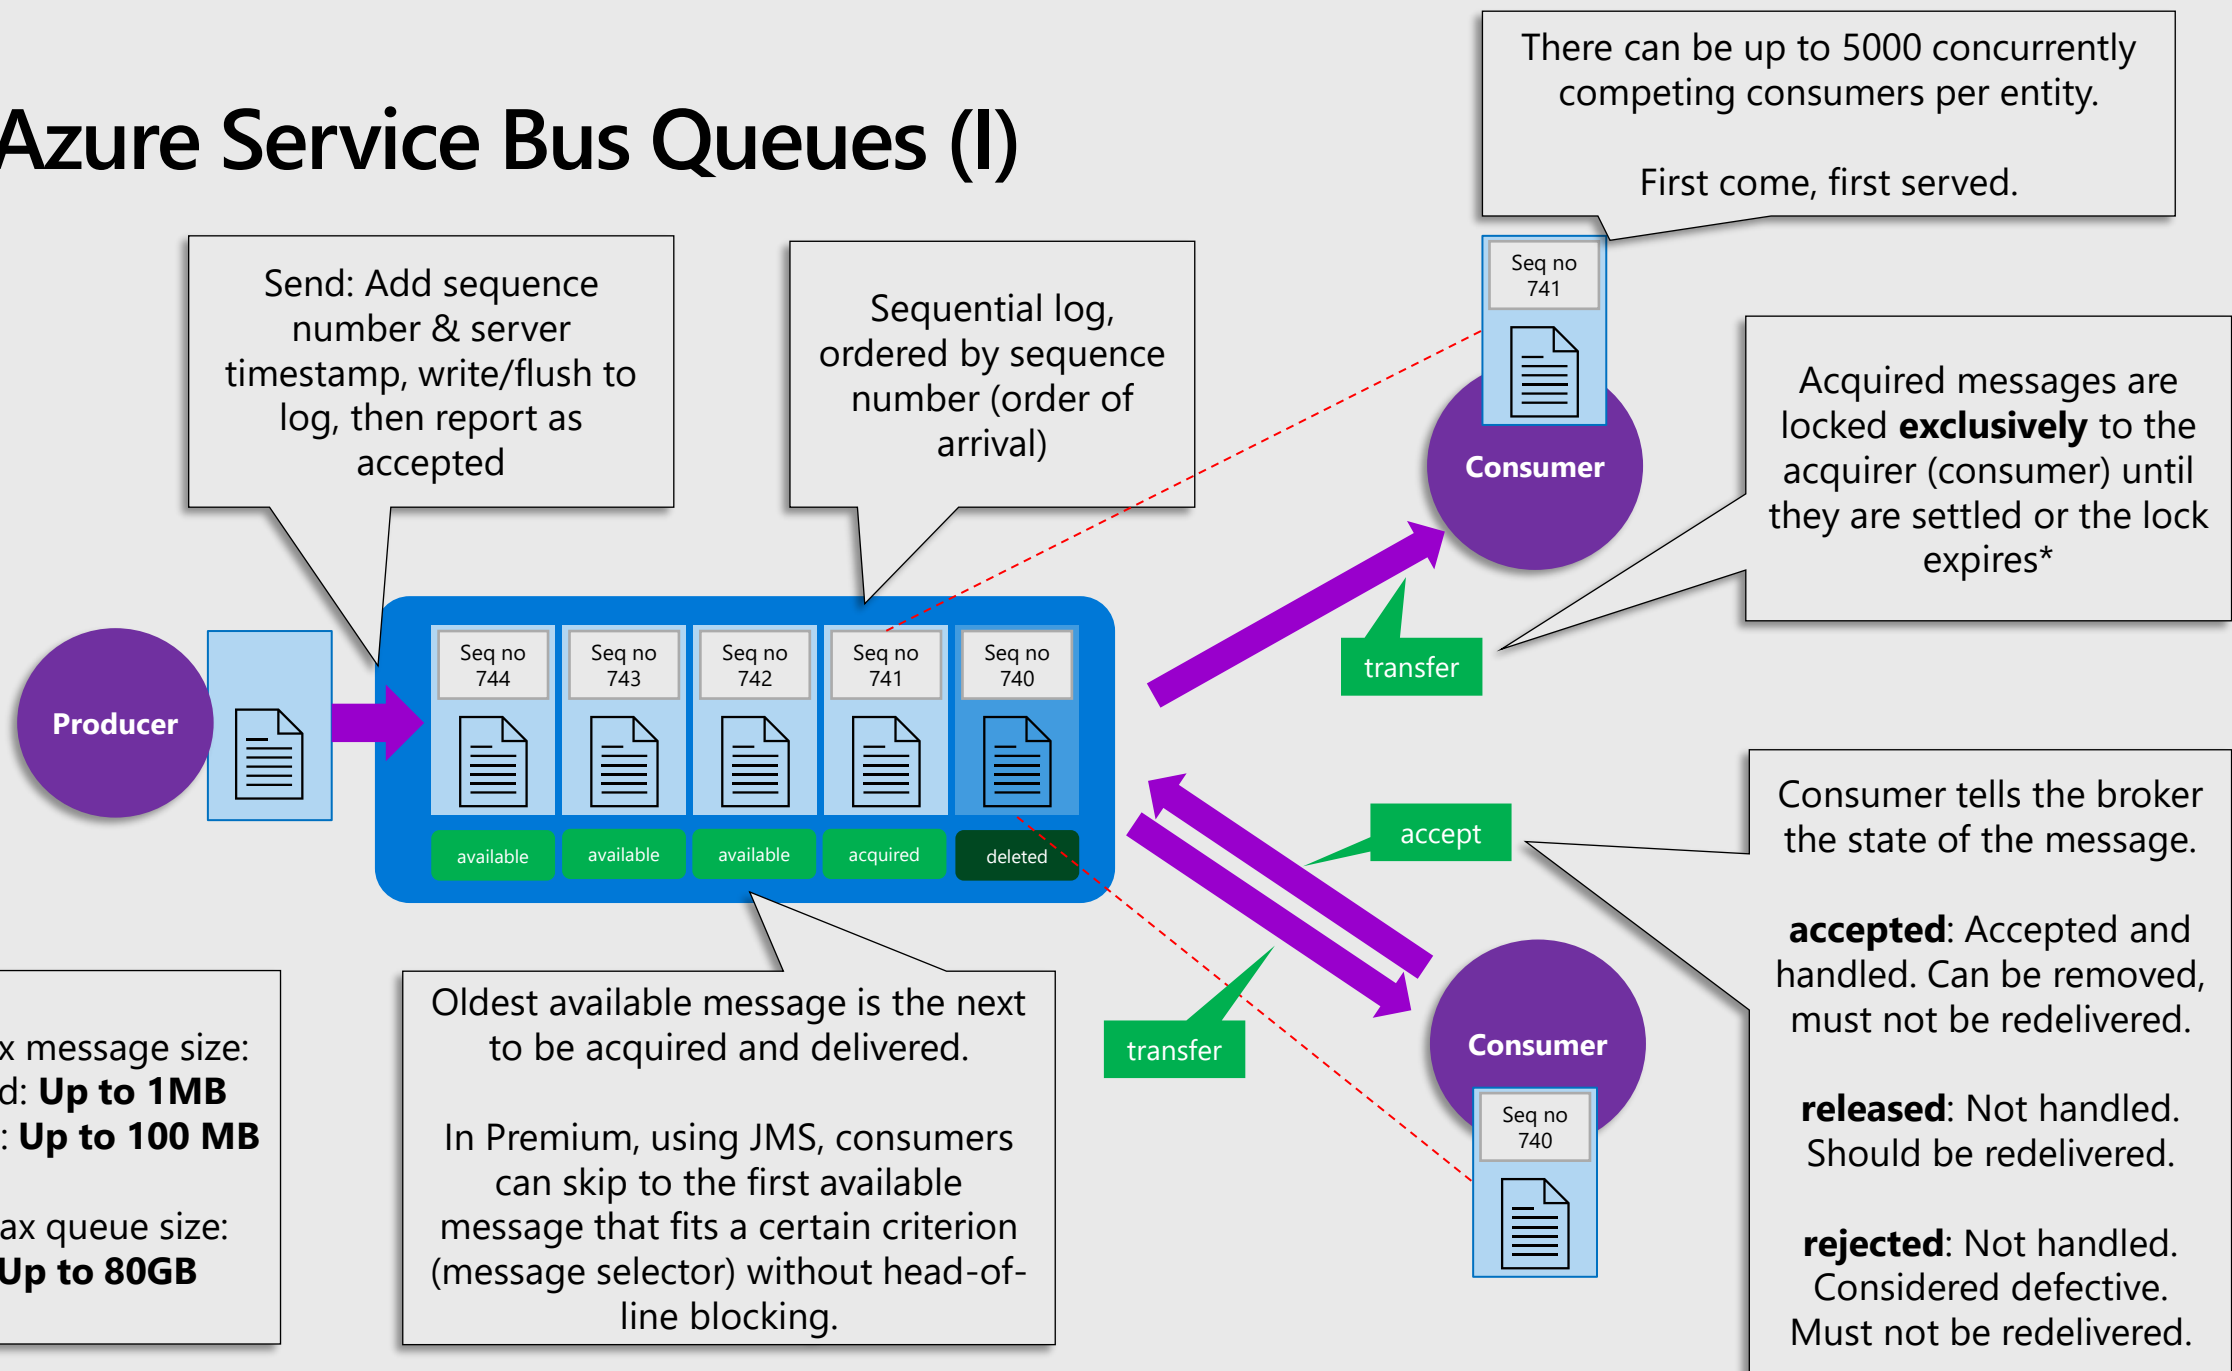 Azure Service Bus Queues (I)
There can be up to 5000 concurrently
competing consumers per entity.
First come, first served.
Send: Add sequence
number & server
timestamp, write/flush to
log, then report as
accepted
Sequential log,
ordered by sequence
number (order of
arrival)
Seq no
741
Consumer
Acquired messages are
locked exclusively to the
acquirer (consumer) until
they are settled or the lock
expires*
transfer
Producer
Seq no
744
Seq no
743
Seq no
742
Seq no
741
Seq no
740
available
available
available
acquired
deleted
accept
transfer
Consumer
Seq no
740
Consumer tells the broker
the state of the message.
accepted: Accepted and
handled. Can be removed,
must not be redelivered.
released: Not handled.
Should be redelivered.
rejected: Not handled.
Considered defective.
Must not be redelivered.
message size:
: Up to 1MB
: Up to 100 MB
queue size:
Up to 80GB
Oldest available message is the next
to be acquired and delivered.
In Premium, using JMS, consumers
can skip to the first available
message that fits a certain criterion
(message selector) without head-of-
line blocking.